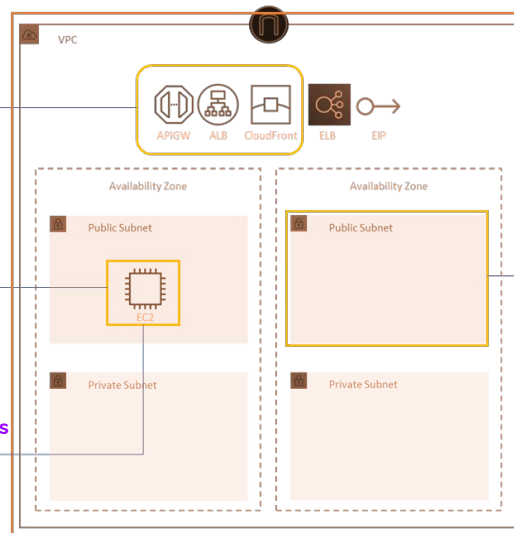 VPC
APIGW ALB CloudFront ELB EIP
Availability Zone Availability Zone
Public Subnet Public Subnet
EC2
Private Subnet Private Subnet
s